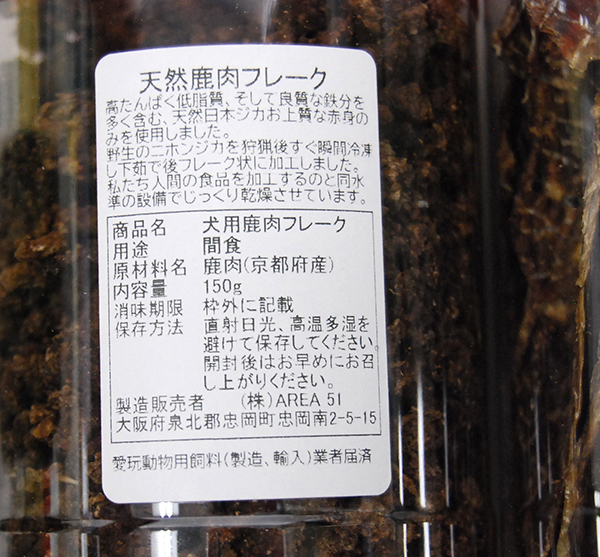 天然鹿肉フレーク
高たんぱく低脂質、そして良質な鉄分を
多く含む、天然日本ジカお上質な赤身の
みを使用しました。
野生のニホンジカを狩猟後すぐ瞬間冷凍
し下茹で後フレーク状に加工しました。
私たち人間の食品を加工するのと同水
準の設備でじっくり乾燥させています。
商品名 犬用鹿肉フレーク
用途 間食
原材料名 鹿肉(京都府産)
内容量 150g
消味期限 枠外に記載
保存方法 直射日光、高温多湿を
避けて保存してください。
開封後はお早めにお召
し上がりください。
製造販売者 (株)AREA 51
大阪府泉北郡忠岡町忠岡南2-5-15
愛玩動物用飼料(製造、輸入)業者届済